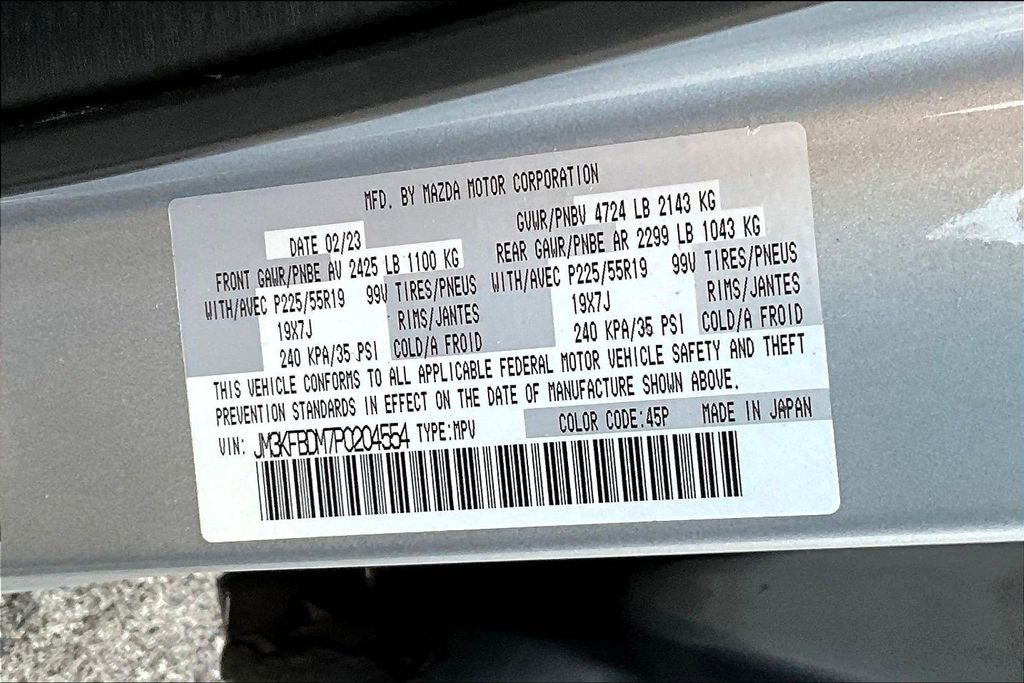 MFD. BY MAZDA MOTOR CORPORATION
DATE 02/23 GVWR/PNBV 4724 LB 2143 KG
FRONT GAWR/PNBE AV 2425 LB 1100 KG REAR GAWR/PNBE AR 2299 LB 1043 KG
WITH/AVEC P225/55R19 99V TIRES/PNEUS WITH/AVEC P225/55R19 99V TIRES/PNEUS
19X7J RIMS/JANTES 19X7J RIMS/JANTES
240 KPA/35 PSI COLD/A FROID 240 KPA/35 PSI COLD/A FROID
THIS VEHICLE CONFORMS TO ALL APPLICABLE FEDERAL MOTOR VEHICLE SAFETY AND THEFT
PREVENTION STANDARDS IN EFFECT ON THE DATE OF MANUFACTURE SHOWN ABOVE.
VIN: JM3KFBDM7P0204554 TYPE:MPV COLOR CODE:45P MADE IN JAPAN